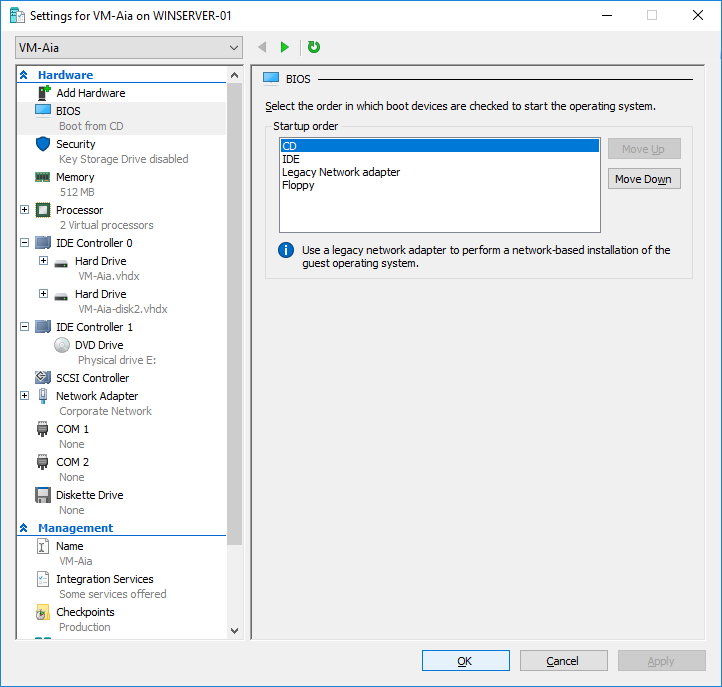 Settings for VM-Aia on WINSERVER-01
VM-Aia
Hardware
Add Hardware
BIOS
Boot from CD
Security
Key Storage Drive disabled
Memory
512 MB
Processor
2 Virtual processors
IDE Controller 0
Hard Drive
VM-Aia.vhdx
Hard Drive
VM-Aia-disk2.vhdx
IDE Controller 1
DVD Drive
Physical drive E:
SCSI Controller
Network Adapter
Corporate Network
COM 1
None
COM 2
None
Diskette Drive
None
Management
Name
VM-Aia
Integration Services
Some services offered
Checkpoints
Production
BIOS
Select the order in which boot devices are checked to start the operating system.
Startup order
CD
IDE
Legacy Network adapter
Floppy
Move Up
Move Down
Use a legacy network adapter to perform a network-based installation of the
guest operating system.
OK
Cancel
Apply